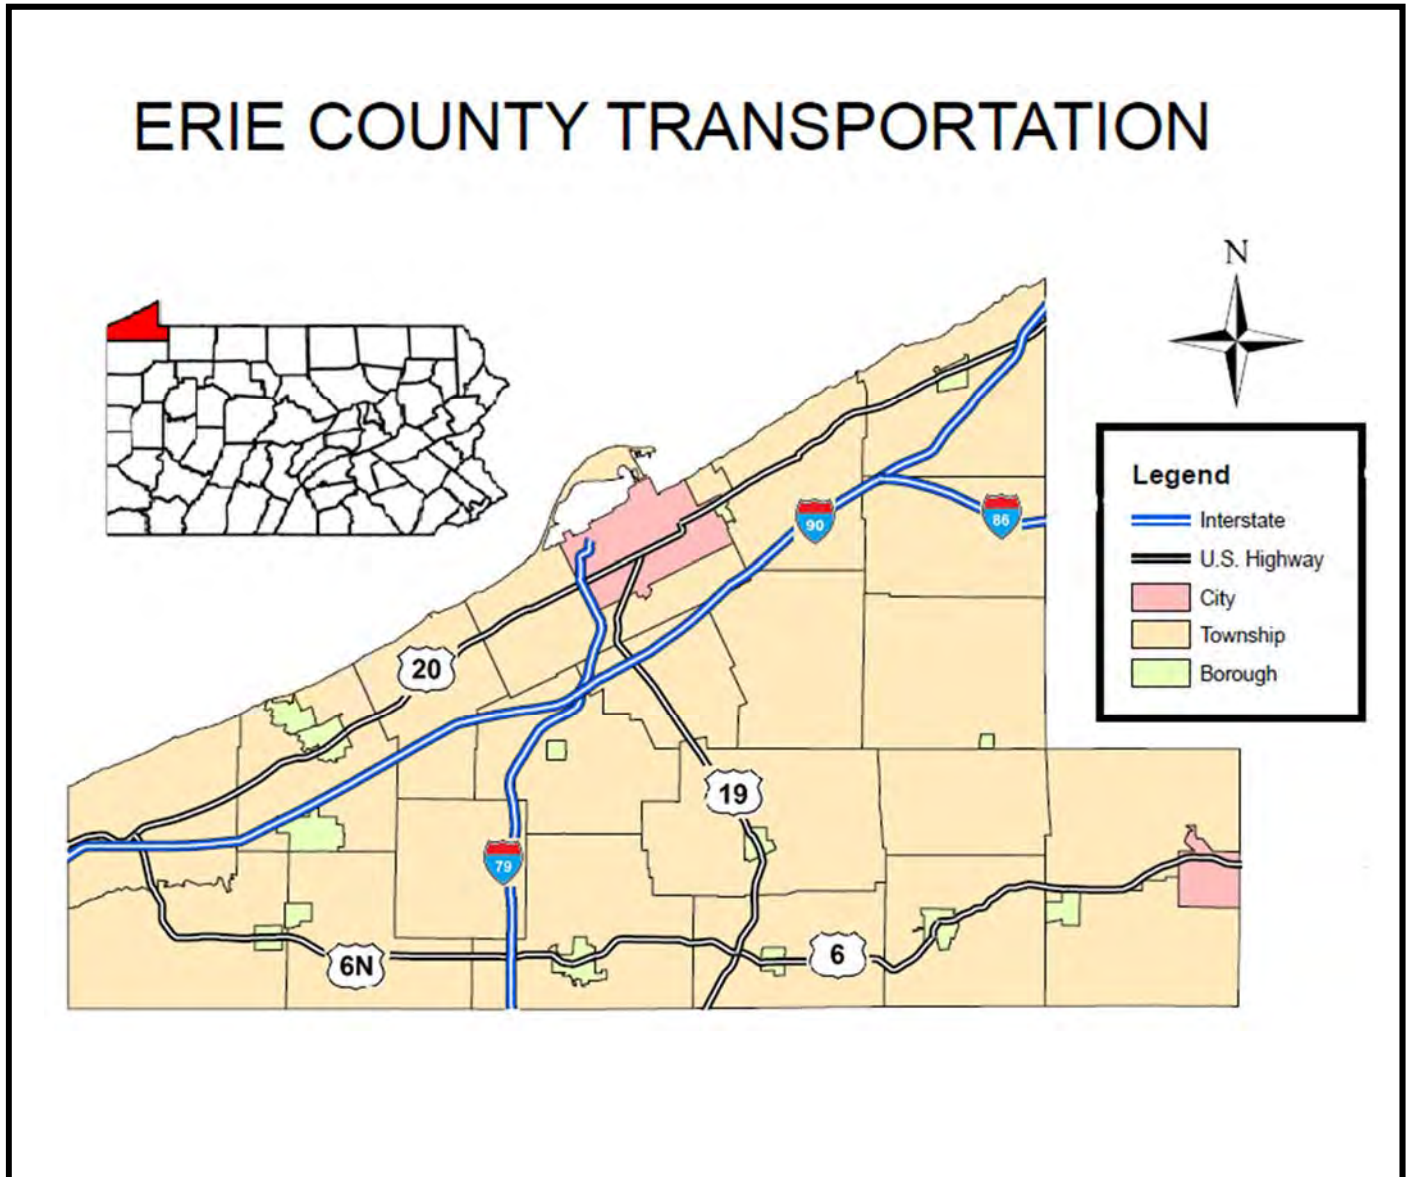 ERIE COUNTY TRANSPORTATION
N
Legend
Interstate
U.S. Highway
City
Township
Borough
90
86
20
19
79
6N
6